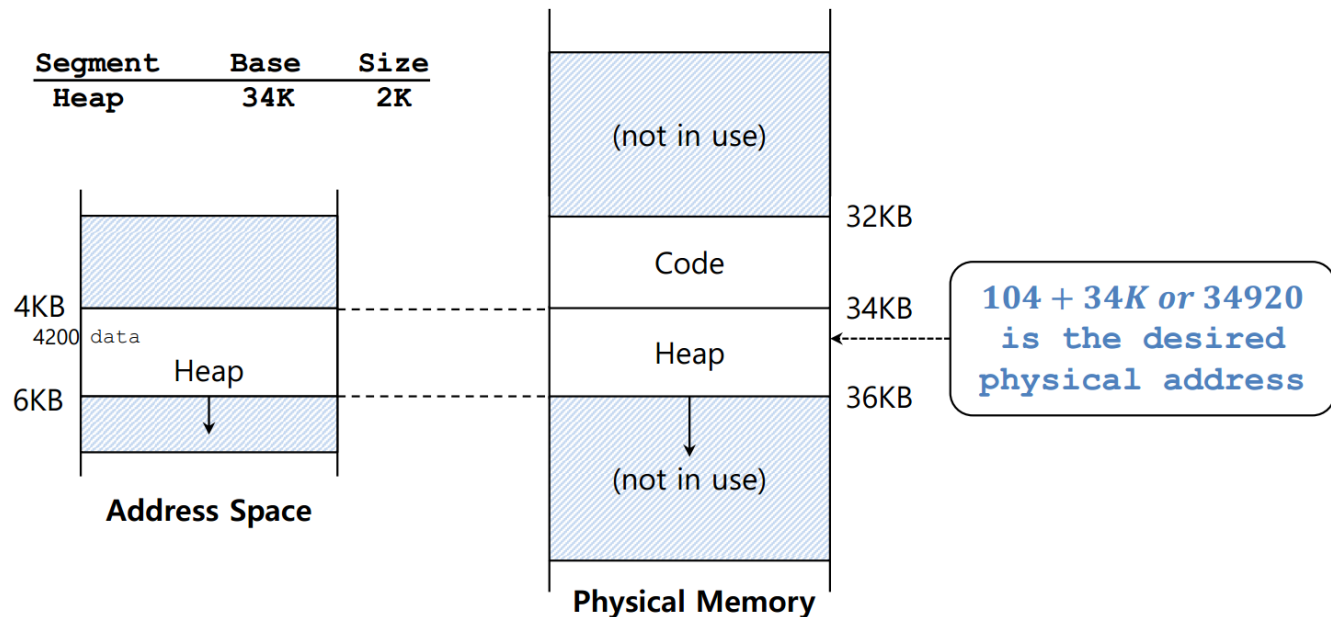 Segment Base Size
Heap 34K 2K
(not in use)
32KB
Code
4KB
34KB
4200 data
Heap
Heap
6KB
36KB
(not in use)
Address Space
Physical Memory
104 + 34K or 34920
is the desired
physical address